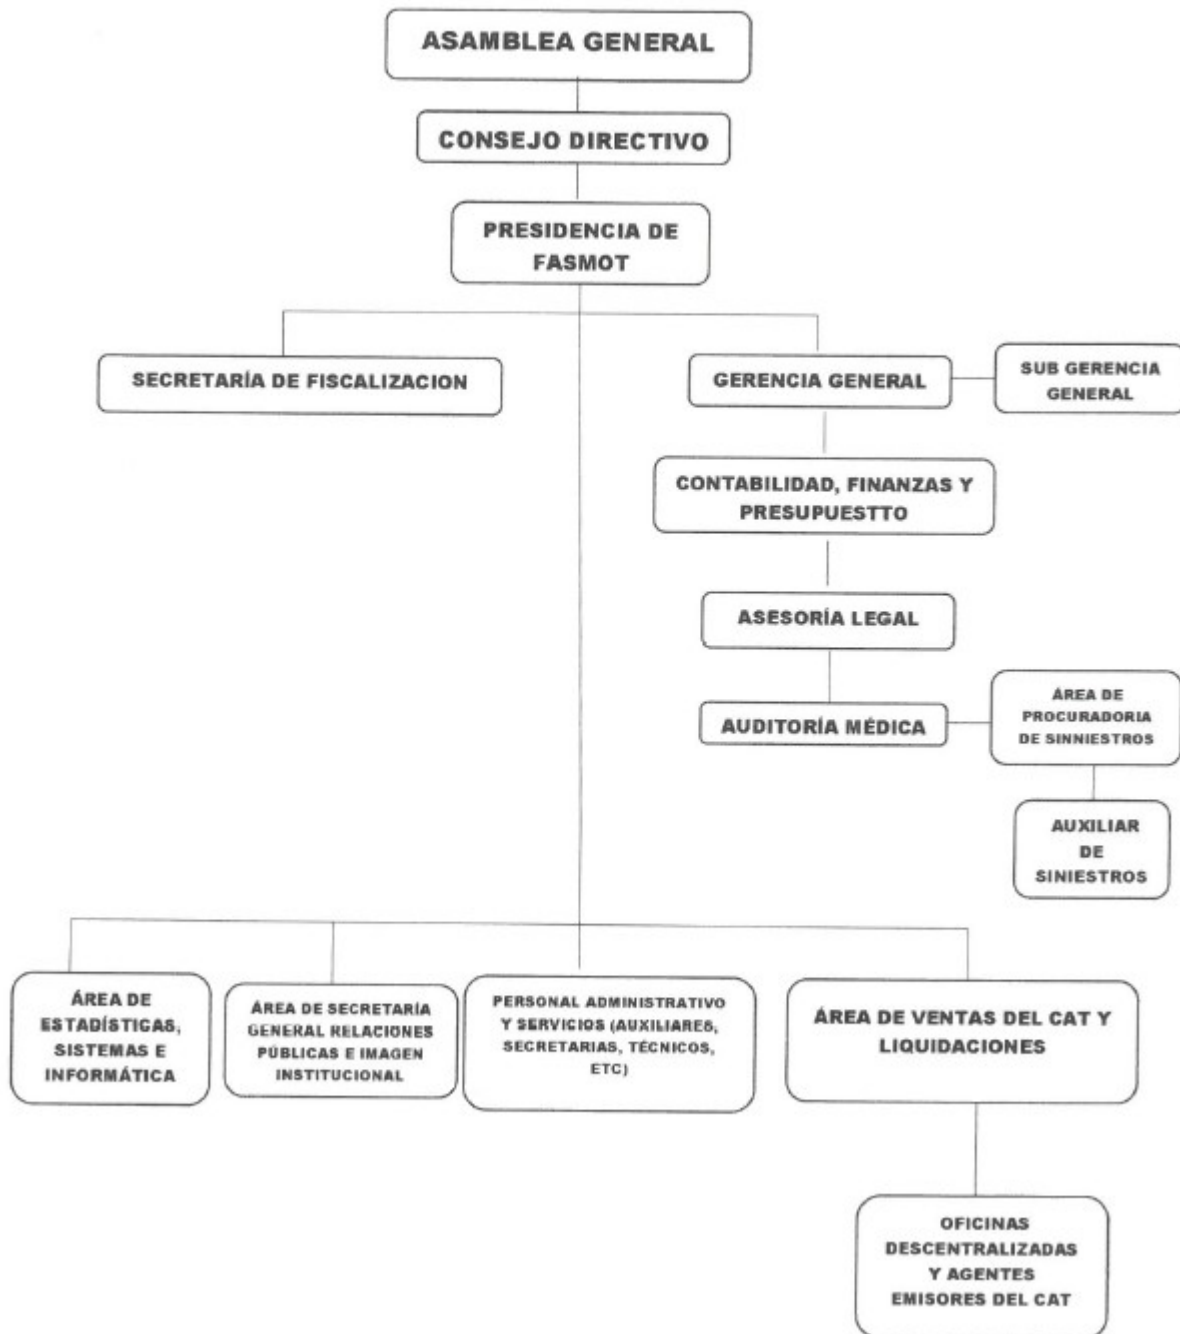 ASAMBLEA GENERAL
CONSEJO DIRECTIVO
PRESIDENCIA DE
FASMOT
SECRETARÍA DE FISCALIZACION
GERENCIA GENERAL
SUB GERENCIA
GENERAL
CONTABILIDAD, FINANZAS Y
PRESUPUESTTO
ASESORÍA LEGAL
AUDITORÍA MÉDICA
ÁREA DE
PROCURADORIA
DE SINNIESTROS
AUXILIAR
DE
SINIESTROS
ÁREA DE
ESTADÍSTICAS,
SISTEMAS E
INFORMÁTICA
ÁREA DE SECRETARÍA
GENERAL RELACIONES
PÚBLICAS E IMAGEN
INSTITUCIONAL
PERSONAL ADMINISTRATIVO
Y SERVICIOS (AUXILIARES,
SECRETARIAS, TÉCNICOS,
ETC)
ÁREA DE VENTAS DEL CAT Y
LIQUIDACIONES
OFICINAS
DESCENTRALIZADAS
Y AGENTES
EMISORES DEL CAT